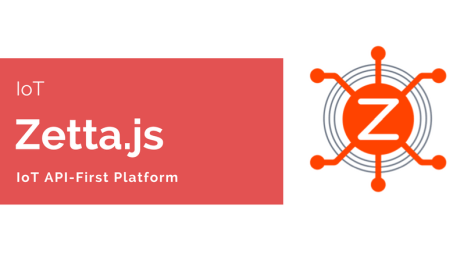 IoT
Zetta.js
IoT API-First Platform
Z